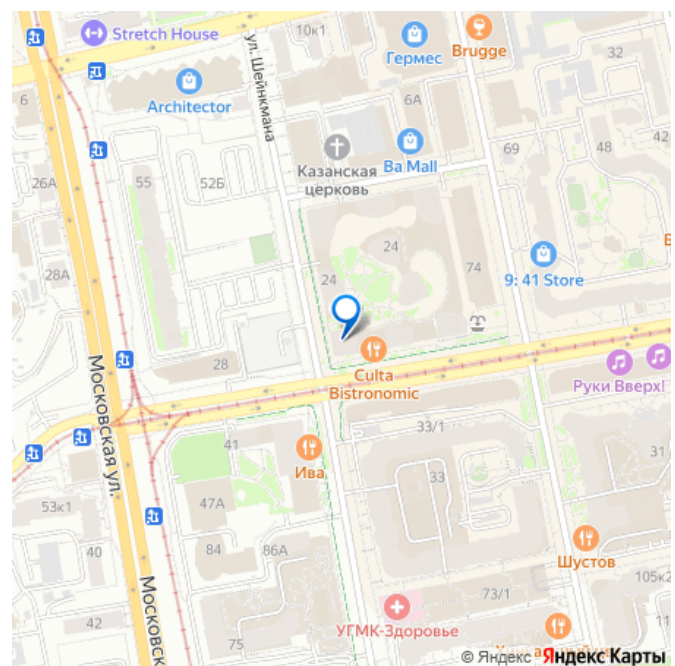 Stretch House
10к1
Гермес
Brugge
32
6
Architector
ул. Шейнкмана
6А
Казанская
церковь
Ba Mall
69
48
42
26А
55
52Б
24
24
74
9: 41 Store
28А
28
Culta
Bistronomic
Руки Вверх!
Московская ул.
41
Ива
33/1
33
31
53к1
47А
84
86А
40
Шустов
105к2
42
75
УГМК-Здоровье
73/1
© Яндекс Яндекс Карты